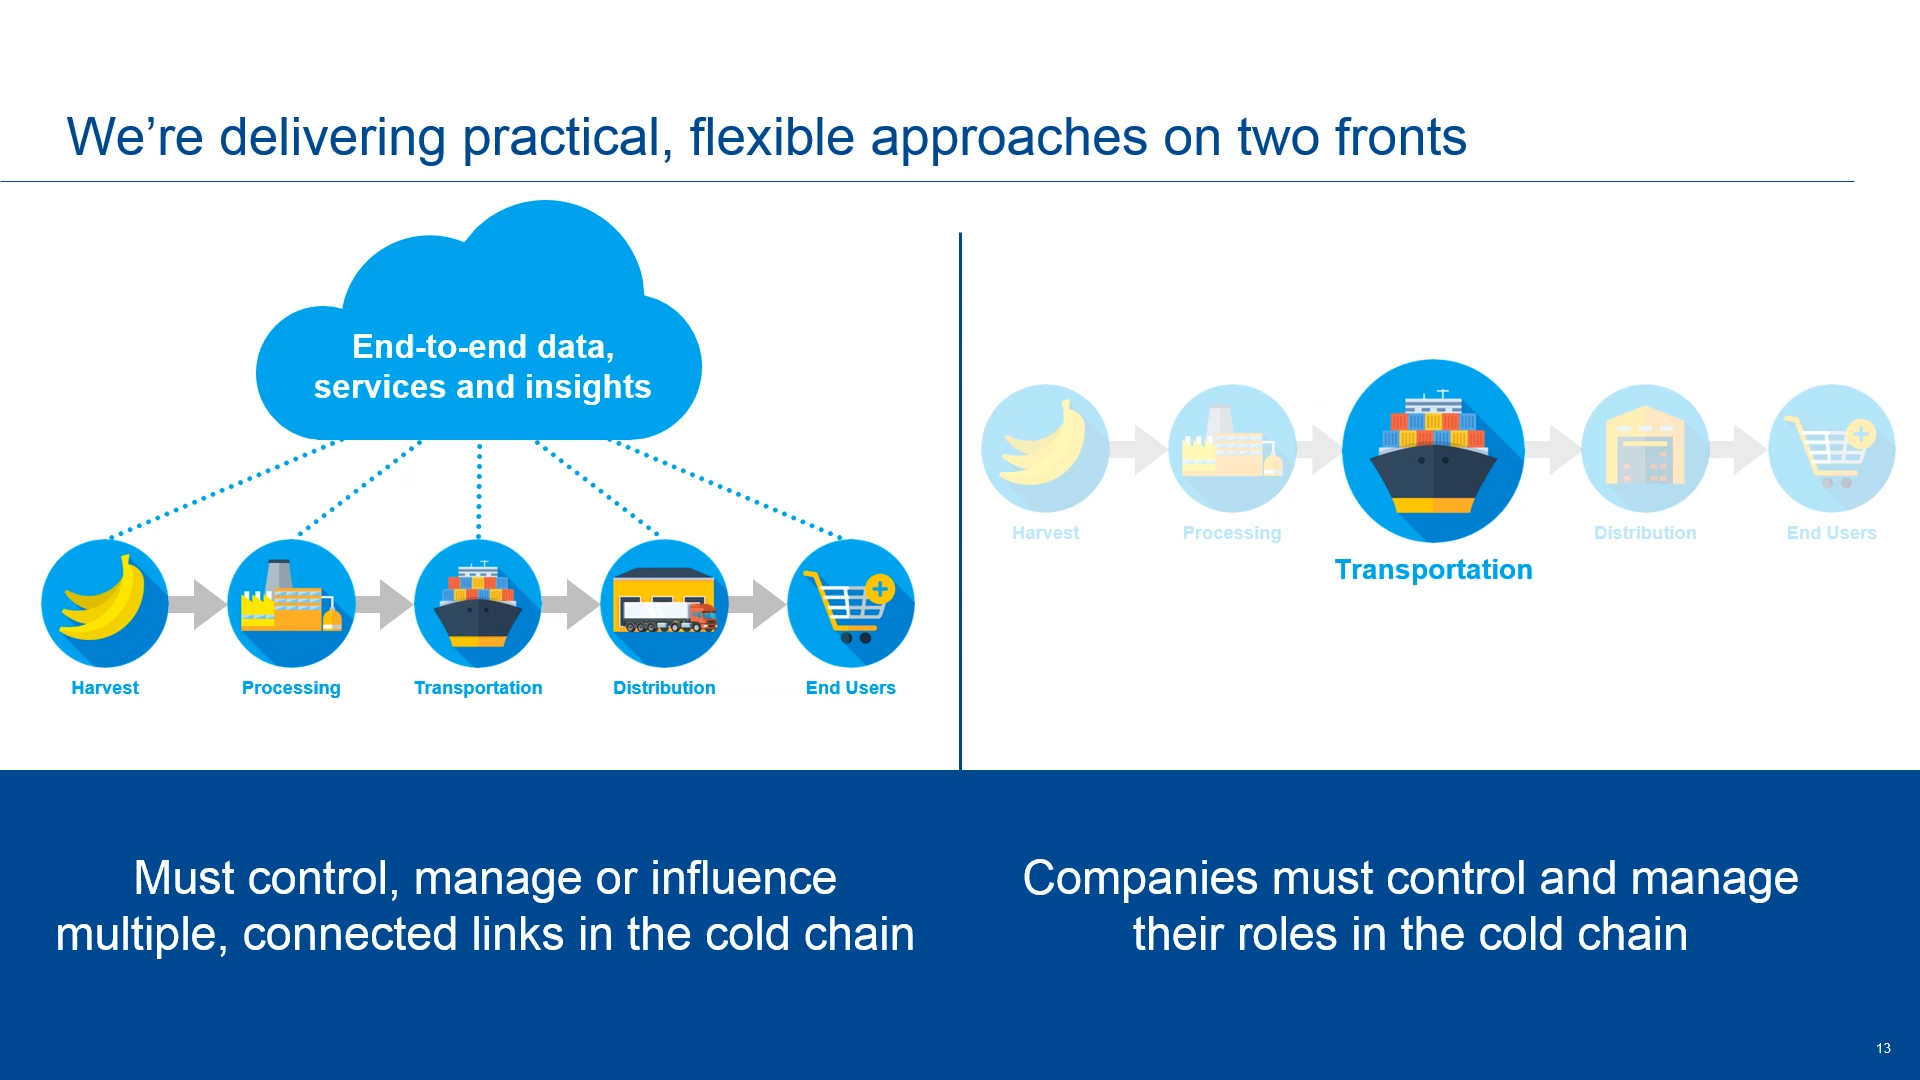 We’re delivering practical, flexible approaches on two fronts
End-to-end data,
services and insights
Harvest
Processing
Transportation
Distribution
End Users
Harvest
Processing
Transportation
Distribution
End Users
Must control, manage or influence
multiple, connected links in the cold chain
Companies must control and manage
their roles in the cold chain
13